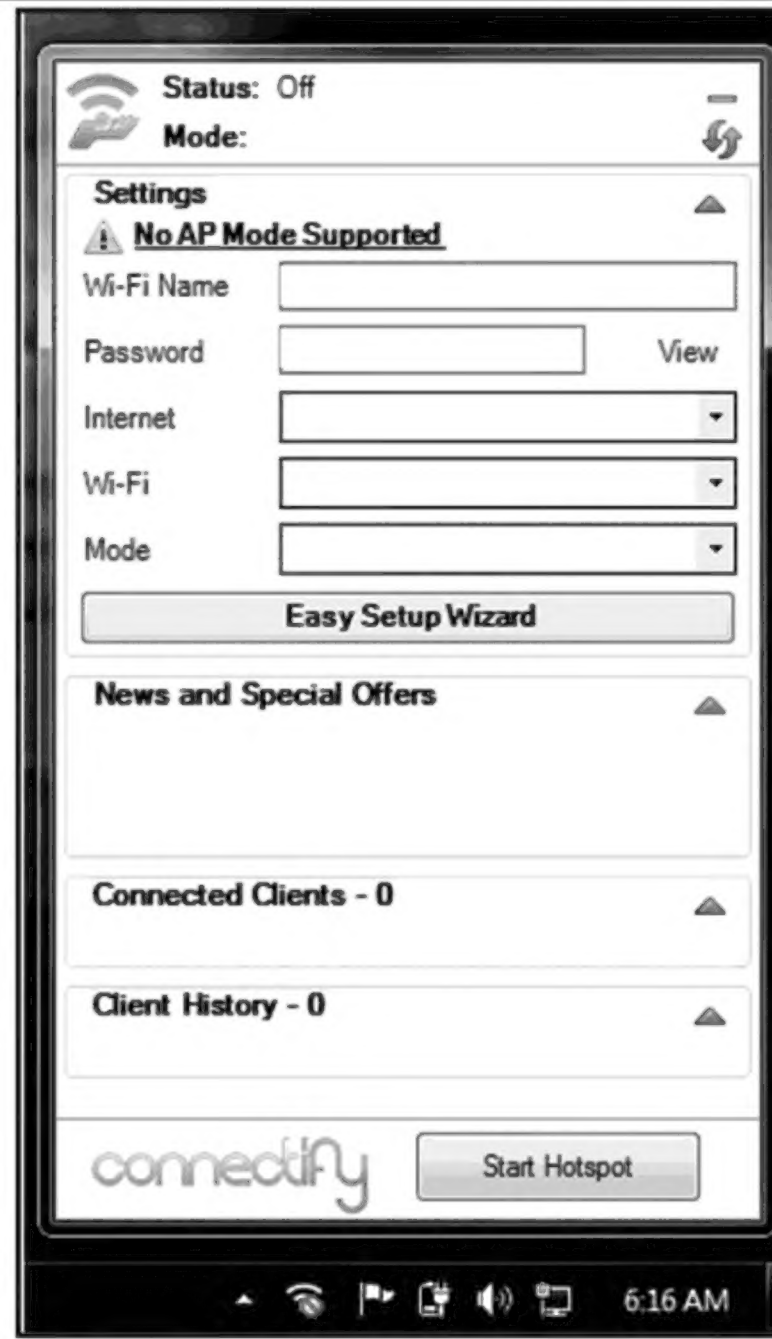 Status: Off
Mode:
Settings
No AP Mode Supported
Wi-Fi Name
Password View
Internet
Wi-Fi
Mode
Easy Setup Wizard
News and Special Offers
Connected Clients - 0
Client History - 0
connectify Start Hotspot
6:16 AM